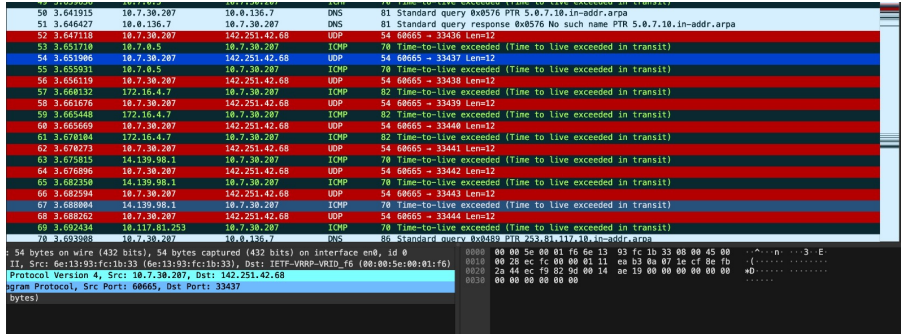 50 3.641915 10.7.30.207 10.0.136.7 DNS 81 Standard query 0x0576 PTR 5.0.7.10.in-addr.arpa
51 3.646427 10.0.136.7 10.7.30.207 DNS 81 Standard query response 0x0576 No such name PTR 5.0.7.10.in-addr.arpa
52 3.647118 10.7.30.207 142.251.42.68 UDP 54 60665 → 33436 Len=12
53 3.651710 10.7.0.5 10.7.30.207 ICMP 70 Time-to-live exceeded (Time to live exceeded in transit)
54 3.651906 10.7.30.207 142.251.42.68 UDP 54 60665 → 33437 Len=12
55 3.655931 10.7.0.5 10.7.30.207 ICMP 70 Time-to-live exceeded (Time to live exceeded in transit)
56 3.656119 10.7.30.207 142.251.42.68 UDP 54 60665 → 33438 Len=12
57 3.660132 172.16.4.7 10.7.30.207 ICMP 82 Time-to-live exceeded (Time to live exceeded in transit)
58 3.661676 10.7.30.207 142.251.42.68 UDP 54 60665 → 33439 Len=12
59 3.665448 172.16.4.7 10.7.30.207 ICMP 82 Time-to-live exceeded (Time to live exceeded in transit)
60 3.665669 10.7.30.207 142.251.42.68 UDP 54 60665 → 33440 Len=12
61 3.670104 172.16.4.7 10.7.30.207 ICMP 82 Time-to-live exceeded (Time to live exceeded in transit)
62 3.670273 10.7.30.207 142.251.42.68 UDP 54 60665 → 33441 Len=12
63 3.675815 14.139.98.1 10.7.30.207 ICMP 70 Time-to-live exceeded (Time to live exceeded in transit)
64 3.676896 10.7.30.207 142.251.42.68 UDP 54 60665 → 33442 Len=12
65 3.682350 14.139.98.1 10.7.30.207 ICMP 70 Time-to-live exceeded (Time to live exceeded in transit)
66 3.682594 10.7.30.207 142.251.42.68 UDP 54 60665 → 33443 Len=12
67 3.688004 14.139.98.1 10.7.30.207 ICMP 70 Time-to-live exceeded (Time to live exceeded in transit)
68 3.688262 10.7.30.207 142.251.42.68 UDP 54 60665 → 33444 Len=12
69 3.692434 10.117.81.253 10.7.30.207 ICMP 70 Time-to-live exceeded (Time to live exceeded in transit)
70 3.693908 10.7.30.207 10.0.136.7 DNS 86 Standard query 0x0489 PTR 253.81.117.10.in-addr.arpa
: 54 bytes on wire (432 bits), 54 bytes captured (432 bits) on interface en0, id 0
II, Src: 6e:13:93:fc:1b:33 (6e:13:93:fc:1b:33), Dst: IETF-VRRP-VRID_f6 (00:00:5e:00:01:f6)
Protocol Version 4, Src: 10.7.30.207, Dst: 142.251.42.68
agram Protocol, Src Port: 60665, Dst Port: 33437
bytes)
0000 00 00 5e 00 01 f6 6e 13 93 fc 1b 33 08 00 45 00 ··^···n· ···3··E·
0010 00 28 ec fc 00 00 01 11 ea b3 0a 07 1e cf 8e fb ·(······ ········
0020 2a 44 ec f9 82 9d 00 14 ae 19 00 00 00 00 00 00 *D······ ········
0030 00 00 00 00 00 00 ······